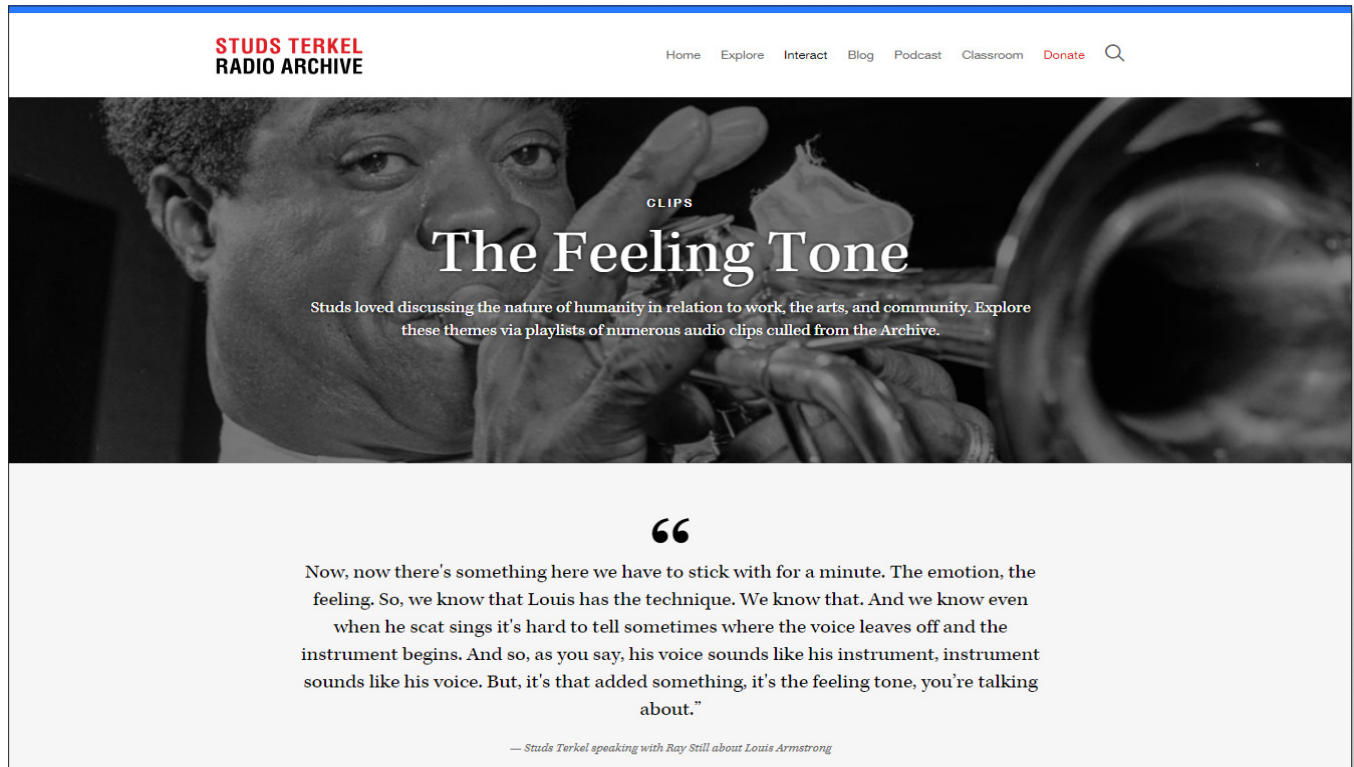 STUDS TERKEL
RADIO ARCHIVE
Home Explore Interact Blog Podcast Classroom Donate
CLIPS
The Feeling Tone
Studs loved discussing the nature of humanity in relation to work, the arts, and community. Explore
these themes via playlists of numerous audio clips culled from the Archive.
“
Now, now there's something here we have to stick with for a minute. The emotion, the
feeling. So, we know that Louis has the technique. We know that. And we know even
when he scat sings it's hard to tell sometimes where the voice leaves off and the
instrument begins. And so, as you say, his voice sounds like his instrument, instrument
sounds like his voice. But, it's that added something, it's the feeling tone, you’re talking
about.”
— Studs Terkel speaking with Ray Still about Louis Armstrong